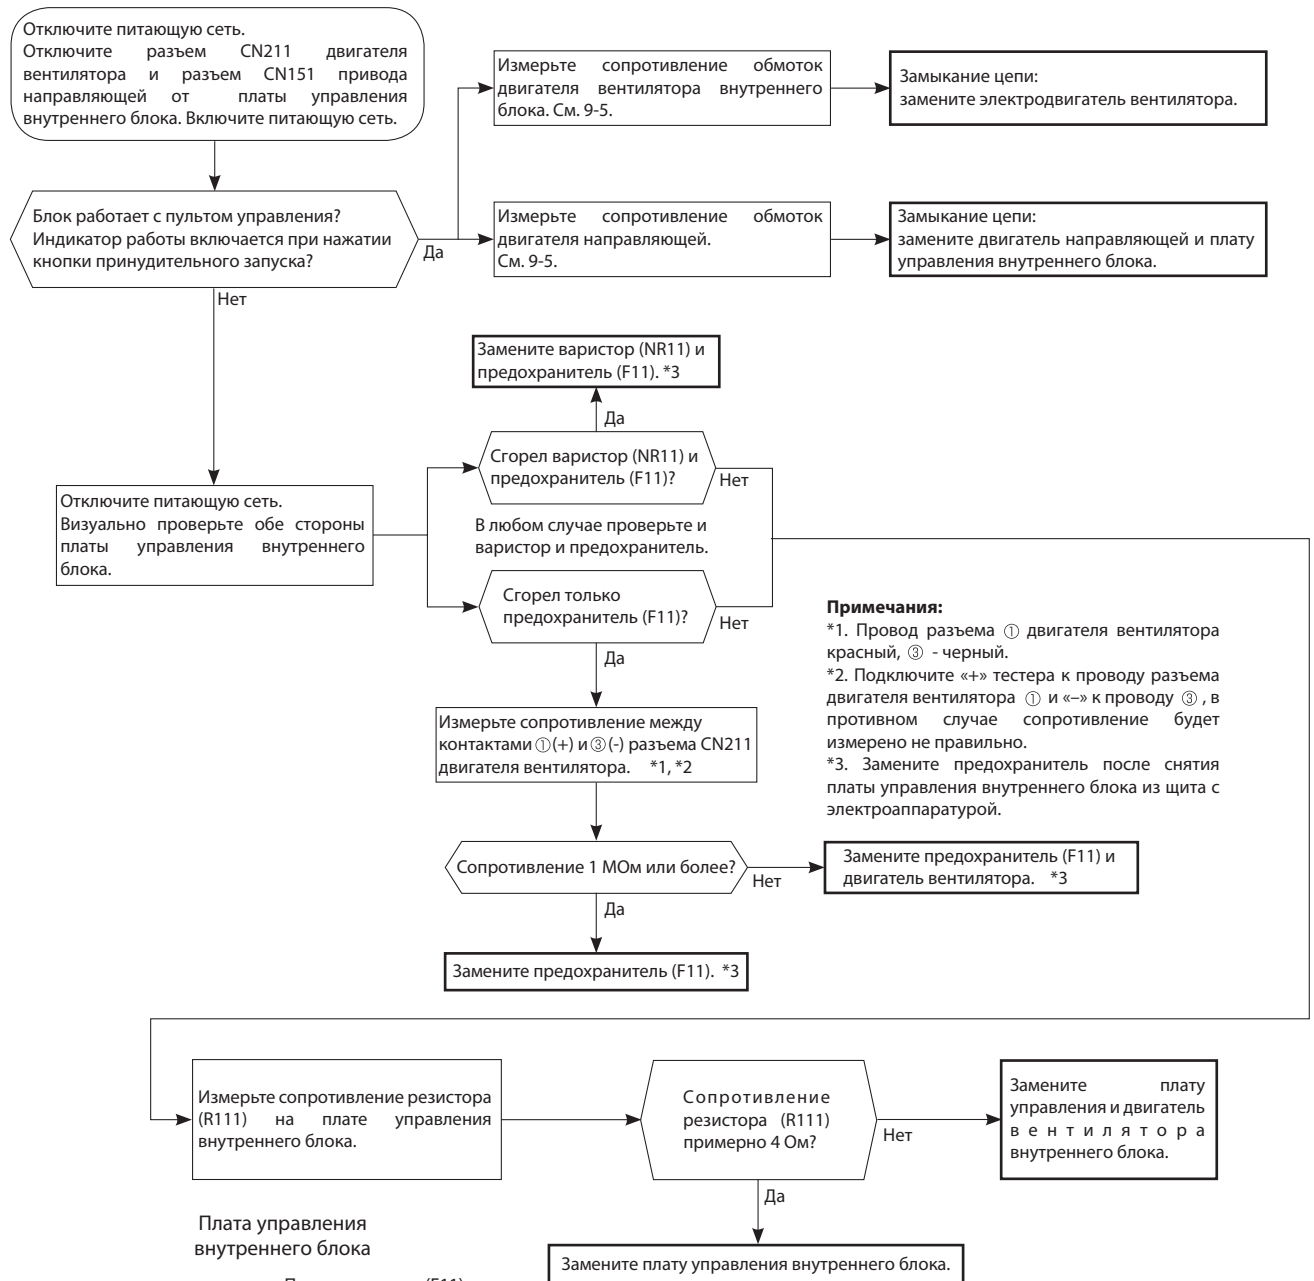 Отключите питающую сеть.
Отключите разъем CN211 двигателя
вентилятора и разъем CN151 привода
направляющей от платы управления
внутреннего блока. Включите питающую сеть.
Измерьте сопротивление обмоток
двигателя вентилятора внутреннего
блока. См. 9-5.
Замыкание цепи:
замените электродвигатель вентилятора.
Блок работает с пультом управления?
Индикатор работы включается при нажатии
кнопки принудительного запуска?
Да
Измерьте сопротивление обмоток
двигателя направляющей.
См. 9-5.
Замыкание цепи:
замените двигатель направляющей и плату
управления внутреннего блока.
Нет
Замените варистор (NR11) и
предохранитель (F11). *3
Да
Сгорел варистор (NR11) и
предохранитель (F11)?
Нет
Отключите питающую сеть.
Визуально проверьте обе стороны
платы управления внутреннего
блока.
В любом случае проверьте и
варистор и предохранитель.
Сгорел только
предохранитель (F11)?
Нет
Да
Примечания:
*1. Провод разъема ① двигателя вентилятора
красный, ③ - черный.
*2. Подключите «+» тестера к проводу разъема
двигателя вентилятора ① и «–» к проводу ③ , в
противном случае сопротивление будет
измерено не правильно.
*3. Замените предохранитель после снятия
платы управления внутреннего блока из щита с
электроаппаратурой.
Измерьте сопротивление между
контактами ①(+) и ③(-) разъема CN211
двигателя вентилятора. *1, *2
Сопротивление 1 МОм или более?
Нет
Замените предохранитель (F11) и
двигатель вентилятора. *3
Да
Замените предохранитель (F11). *3
Измерьте сопротивление резистора
(R111) на плате управления
внутреннего блока.
Сопротивление
резистора (R111)
примерно 4 Ом?
Нет
Замените плату
управления и двигатель
вентилятора
внутреннего блока.
Да
Замените плату управления внутреннего блока.
Плата управления
внутреннего блока